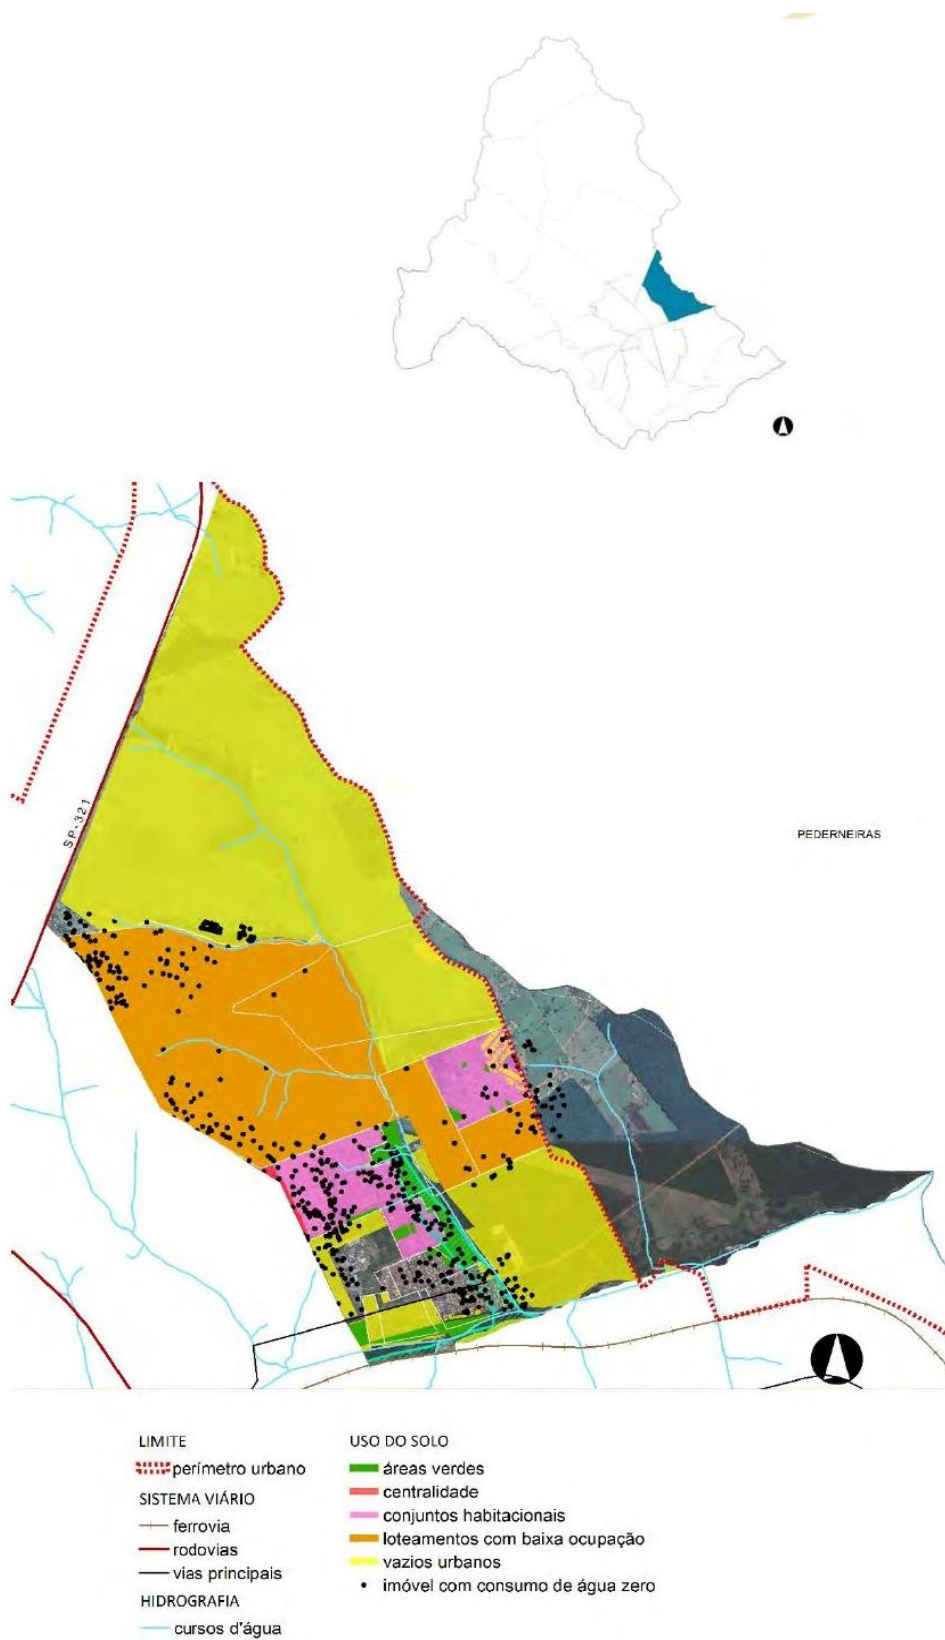 SP-321
PEDERNEIRAS
LIMITE
perímetro urbano
SISTEMA VIÁRIO
ferrovia
rodovias
vias principais
HIDROGRAFIA
cursos d'água
USO DO SOLO
áreas verdes
centralidade
conjuntos habitacionais
loteamentos com baixa ocupação
vazios urbanos
imóvel com consumo de água zero